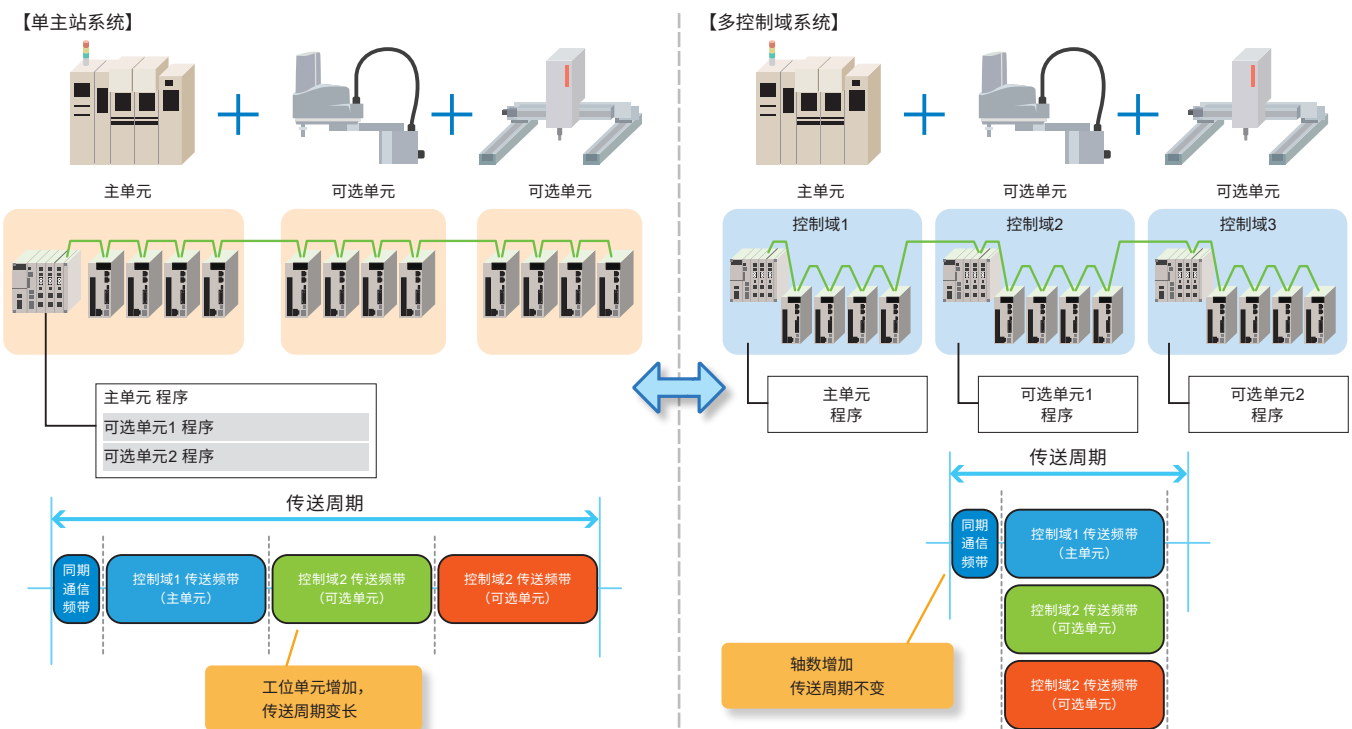 【单主站系统】
主单元
可选单元
可选单元
主单元 程序
可选单元1 程序
可选单元2 程序
传送周期
同期
通信
频带
控制域1 传送频带
（主单元）
控制域2 传送频带
（可选单元）
控制域2 传送频带
（可选单元）
工位单元增加，
传送周期变长
【多控制域系统】
主单元
可选单元
可选单元
控制域1
控制域2
控制域3
主单元
程序
可选单元1
程序
可选单元2
程序
传送周期
同期
通信
频带
控制域1 传送频带
（主单元）
控制域2 传送频带
（可选单元）
控制域2 传送频带
（可选单元）
轴数增加
传送周期不变